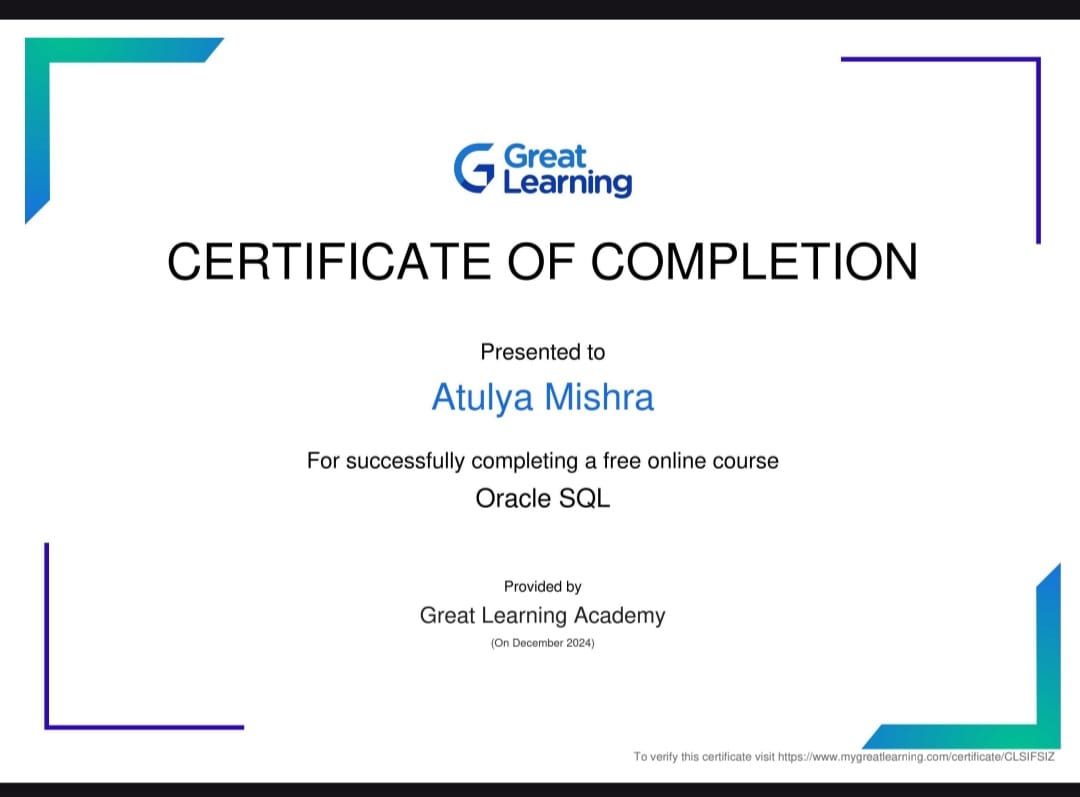 Great
Learning
CERTIFICATE OF COMPLETION
Presented to
Atulya Mishra
For successfully completing a free online course
Oracle SQL
Provided by
Great Learning Academy
(On December 2024)
To verify this certificate visit https://www.mygreatlearning.com/certificate/CLSIFSIZ